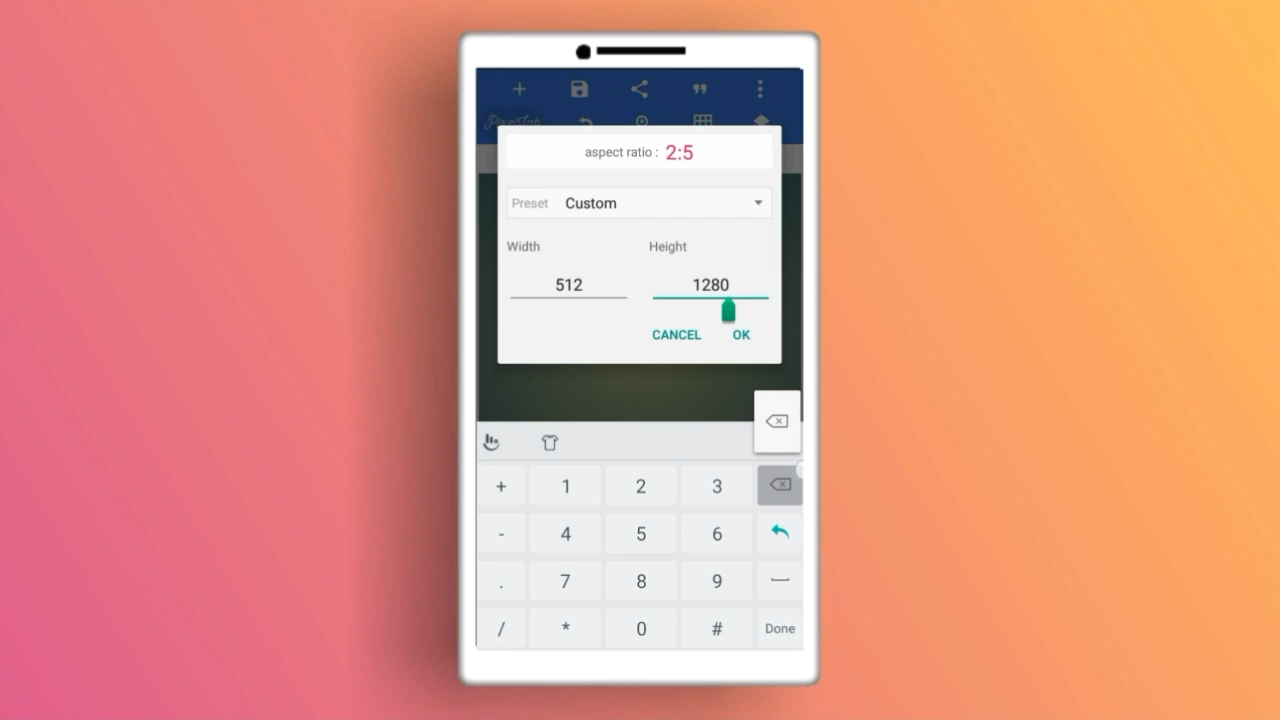 PixelLab
aspect ratio : 2:5
Preset Custom
Width Height
512 1280
CANCEL OK
+ 1 2 3
- 4 5 6
. 7 8 9
/ * 0 # Done